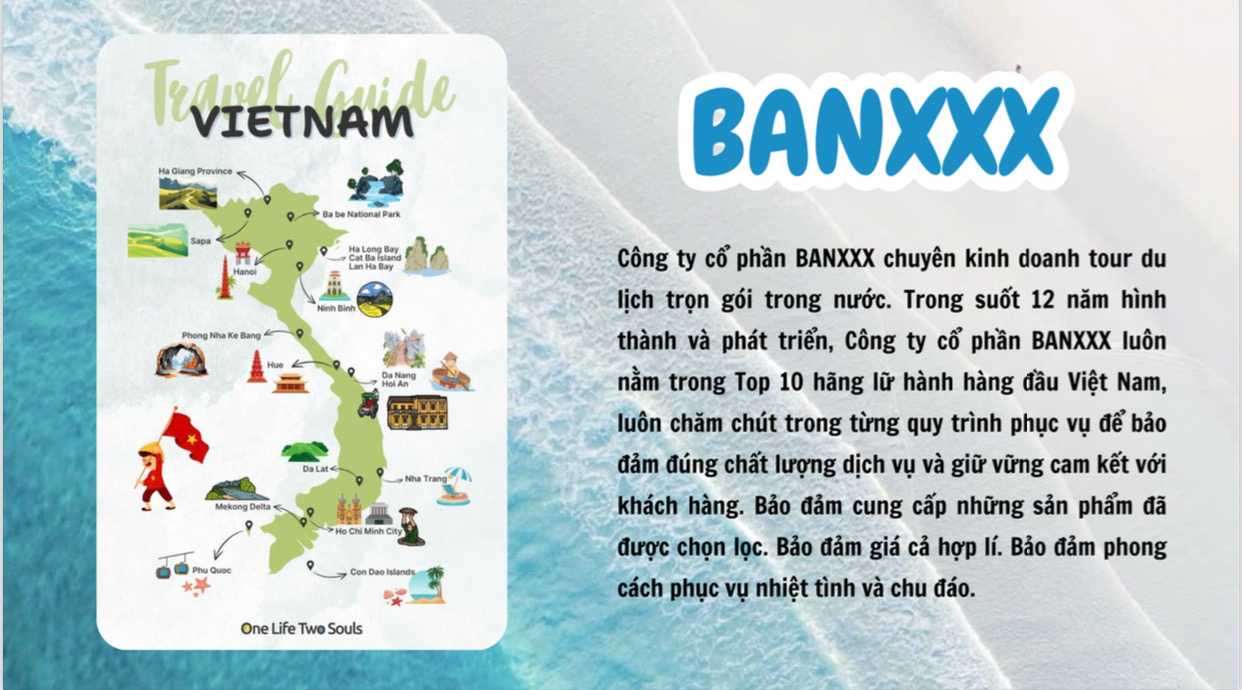 Travel Guide
VIETNAM
Ha Giang Province
Ba be National Park
Sapa
Hanoi
Ha Long Bay
Cat Ba Island
Lan Ha Bay
Ninh Binh
Phong Nha Ke Bang
Hue
Da Nang
Hoi An
Da Lat
Nha Trang
Mekong Delta
Ho Chi Minh City
Phu Quoc
Con Dao Islands
One Life Two Souls
BANXXX
Công ty cổ phần BANXXX chuyên kinh doanh tour du
lịch trọn gói trong nước. Trong suốt 12 năm hình
thành và phát triển, Công ty cổ phần BANXXX luôn
nằm trong Top 10 hãng lữ hành hàng đầu Việt Nam,
luôn chăm chút trong từng quy trình phục vụ để bảo
đảm đúng chất lượng dịch vụ và giữ vững cam kết với
khách hàng. Bảo đảm cung cấp những sản phẩm đã
được chọn lọc. Bảo đảm giá cả hợp lí. Bảo đảm phong
cách phục vụ nhiệt tình và chu đáo.